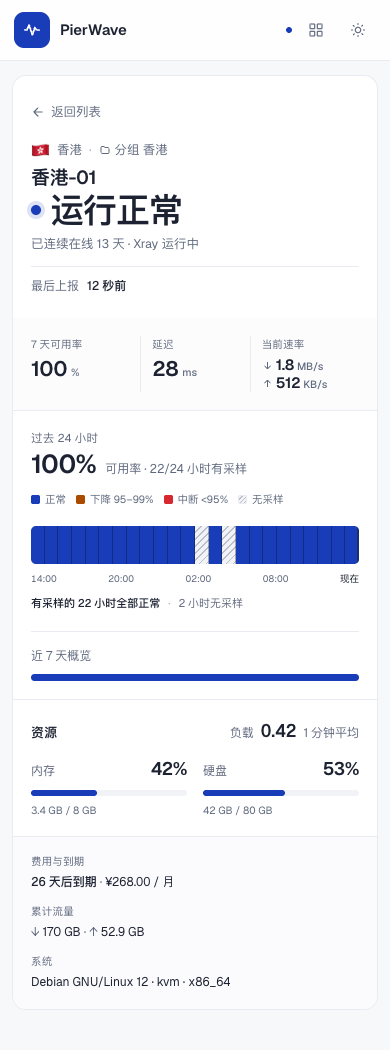 PierWave
← 返回列表
🇭🇰 香港 · 分组 香港
香港-01
运行正常
已连续在线 13 天 · Xray 运行中
最后上报 12 秒前
7 天可用率 延迟 当前速率
100 % 28 ms ↓ 1.8 MB/s
↑ 512 KB/s
过去 24 小时
100% 可用率 · 22/24 小时有采样
正常 下降 95–99% 中断 <95% 无采样
14:00 20:00 02:00 08:00 现在
有采样的 22 小时全部正常 · 2 小时无采样
近 7 天概览
资源 负载 0.42 1 分钟平均
内存 42% 硬盘 53%
3.4 GB / 8 GB 42 GB / 80 GB
费用与到期
26 天后到期 · ¥268.00 / 月
累计流量
↓ 170 GB · ↑ 52.9 GB
系统
Debian GNU/Linux 12 · kvm · x86_64